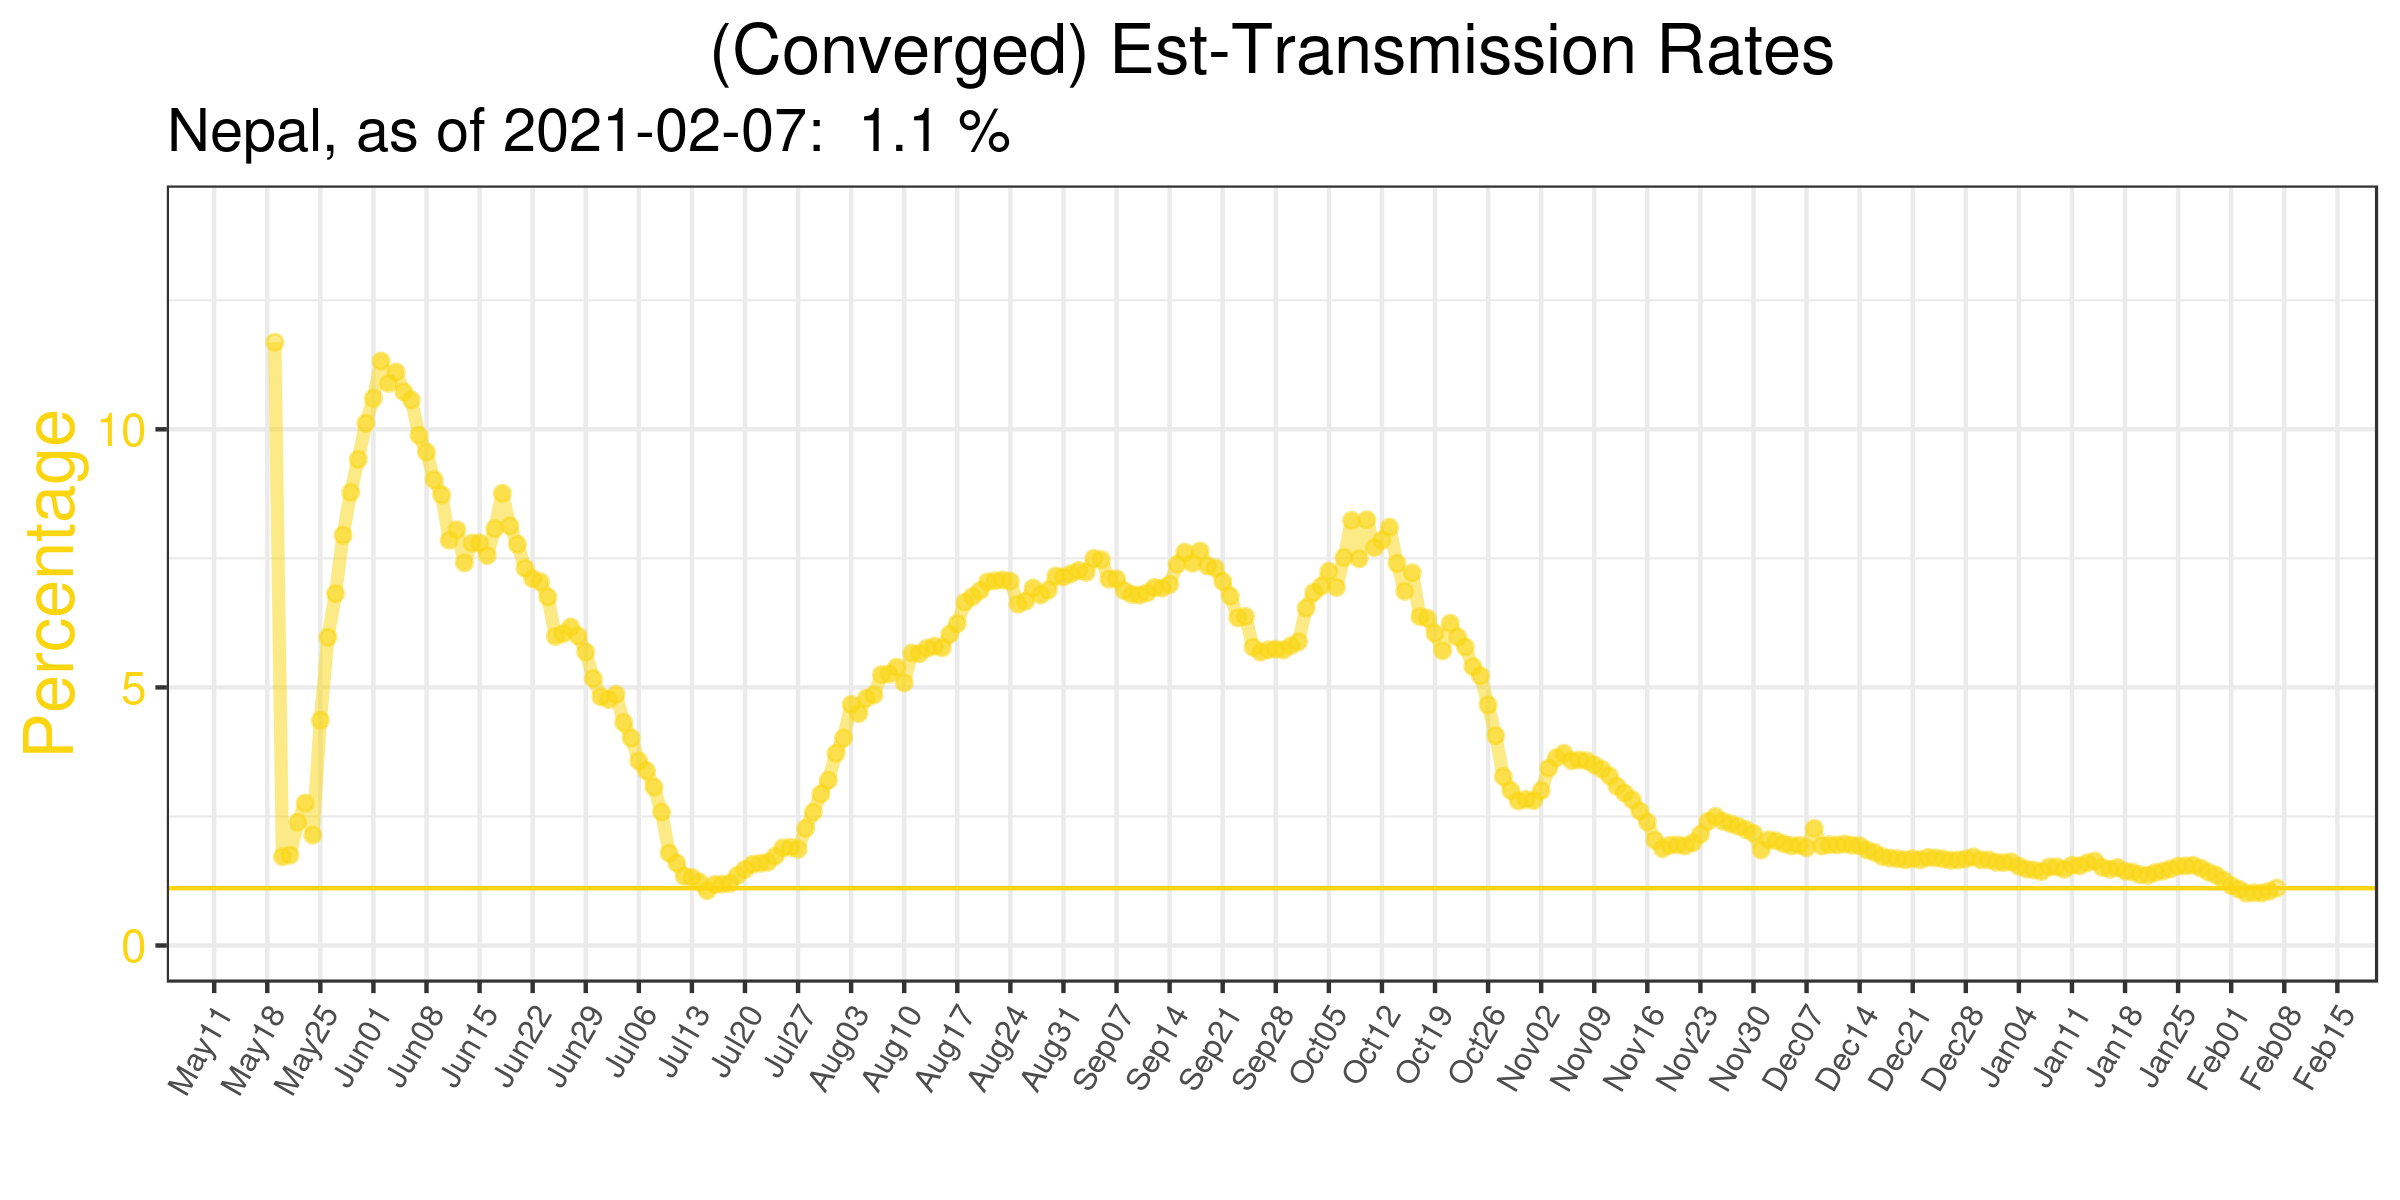 (Converged) Est-Transmission Rates
Nepal, as of 2021-02-07:  1.1 %
Percentage
10
5
0
May11
May18
May25
Jun01
Jun08
Jun15
Jun22
Jun29
Jul06
Jul13
Jul20
Jul27
Aug03
Aug10
Aug17
Aug24
Aug31
Sep07
Sep14
Sep21
Sep28
Oct05
Oct12
Oct19
Oct26
Nov02
Nov09
Nov16
Nov23
Nov30
Dec07
Dec14
Dec21
Dec28
Jan04
Jan11
Jan18
Jan25
Feb01
Feb08
Feb15